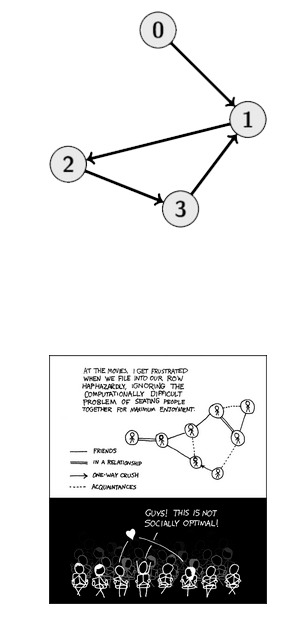 0
1
2
3
AT THE MOVIES, I GET FRUSTRATED
WHEN WE FILE INTO OUR ROW
HAPHAZARDLY, IGNORING THE
COMPUTATIONALLY DIFFICULT
PROBLEM OF SEATING PEOPLE
TOGETHER FOR MAXIMUM ENJOYMENT.
FRIENDS
IN A RELATIONSHIP
ONE-WAY CRUSH
ACQUAINTANCES
GUYS! THIS IS NOT
SOCIALLY OPTIMAL!